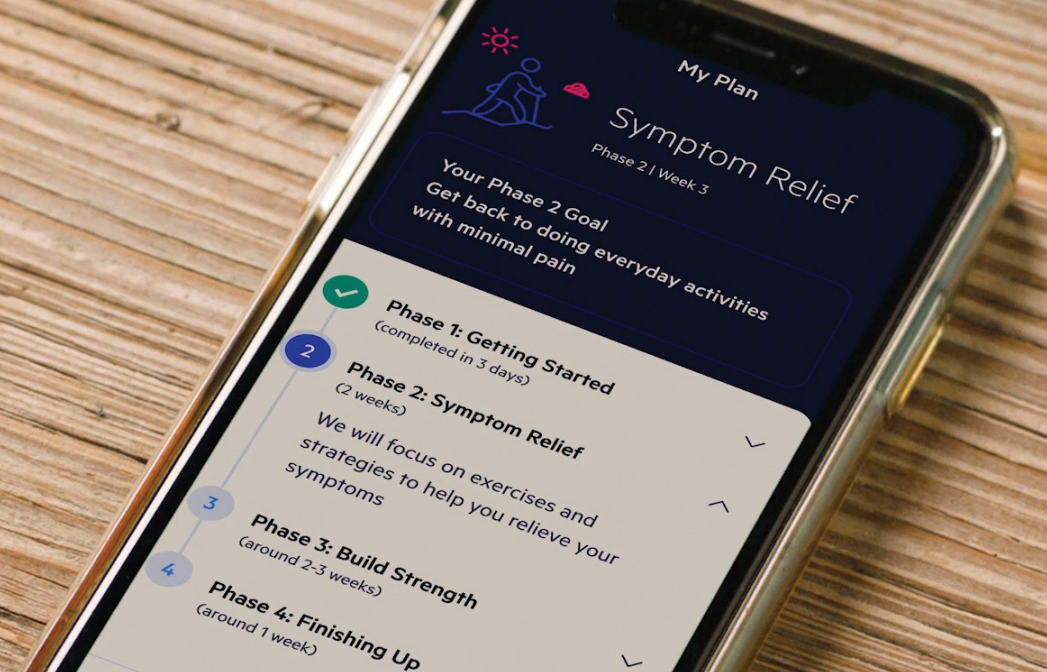 My Plan
Symptom Relief
Phase 2 | Week 3
Your Phase 2 Goal
Get back to doing everyday activities
with minimal pain
Phase 1: Getting Started
(completed in 3 days)
2
Phase 2: Symptom Relief
(2 weeks)
We will focus on exercises and
strategies to help you relieve your
symptoms
3
Phase 3: Build Strength
(around 2-3 weeks)
4
Phase 4: Finishing Up
(around 1 week)